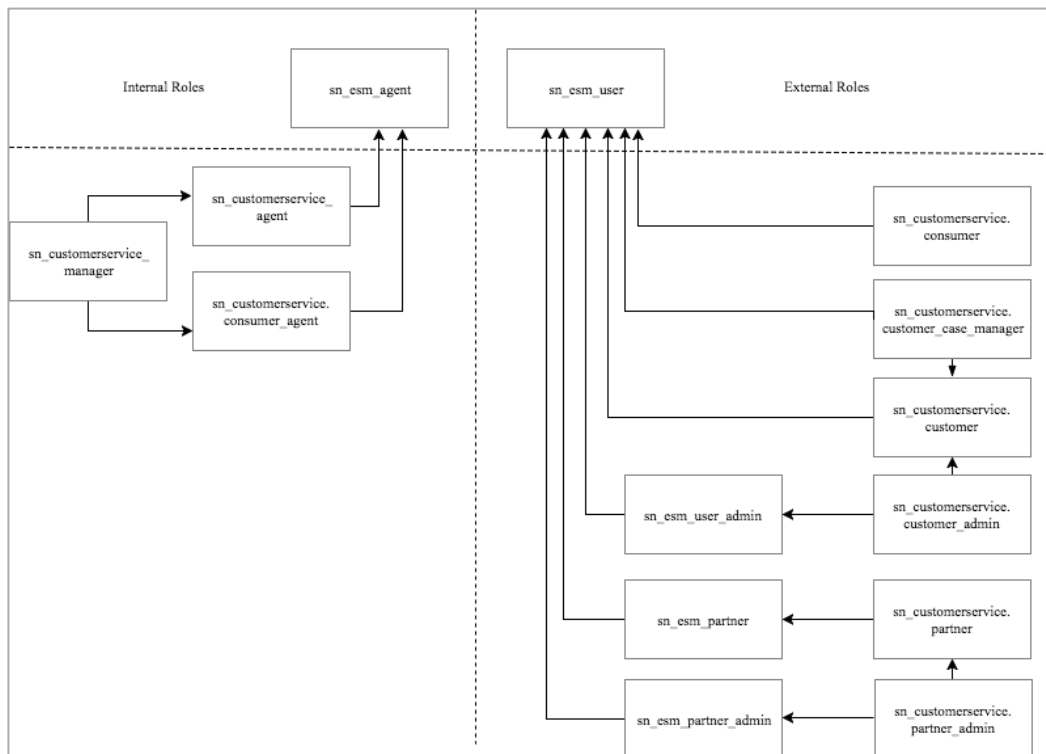 Internal Roles
sn_esm_agent
sn_esm_user
External Roles
sn_customerservice_
agent
sn_customerservice_
manager
sn_customerservice.
consumer_agent
sn_customerservice.
consumer
sn_customerservice.
customer_case_manager
sn_customerservice.
customer
sn_esm_user_admin
sn_customerservice.
customer_admin
sn_esm_partner
sn_customerservice.
partner
sn_esm_partner_admin
sn_customerservice.
partner_admin